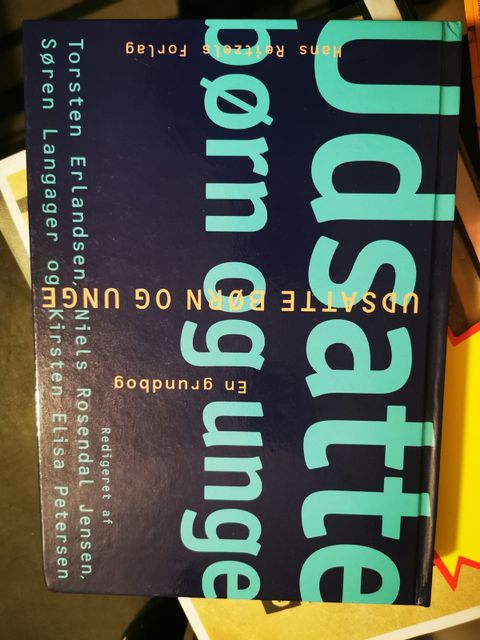 Udsatte
børn og unge
Redigeret af
Torsten Erlandsen, Niels Rosendal Jensen,
Søren Langager og Kirsten Elisa Petersen
UDSATTE BØRN OG UNGE
En grundbog
Hans Reitzels Forlag